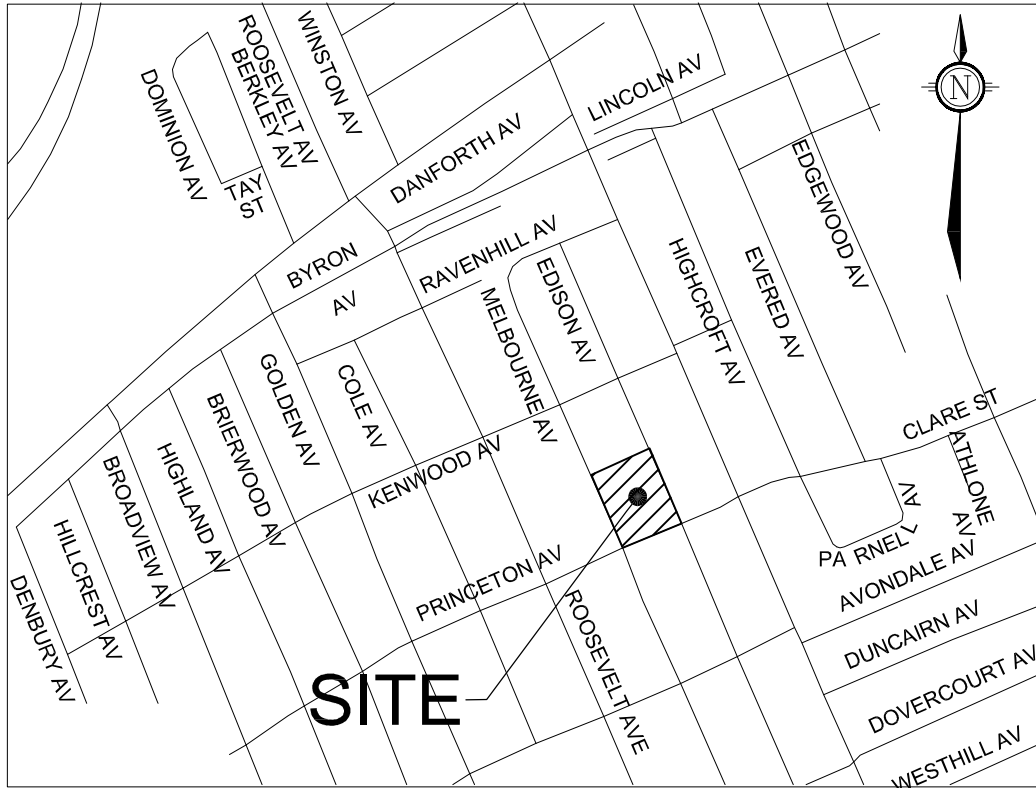 WINSTON AV
ROOSEVELT AV
BERKLEY AV
DOMINION AV
TAY
ST
LINCOLN AV
DANFORTH AV
N
EDGEWOOD AV
BYRON
AV
RAVENHILL AV
HIGHCROFT AV
EVERED AV
EDISON AV
MELBOURNE AV
GOLDEN AV
COLE AV
BRIERWOOD AV
HIGHLAND AV
BROADVIEW AV
HILLCREST AV
DENBURY AV
KENWOOD AV
CLARE ST
ATHLONE
AV
PARNELL
AV
PRINCETON AV
AVONDALE AV
DUNCAIRN AV
DOVERCOURT AV
WESTHILL AV
ROOSEVELT AVE
SITE